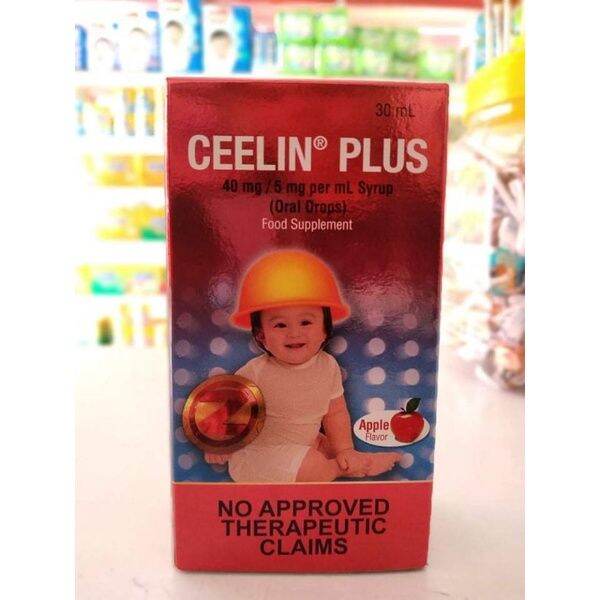 30 mL
CEELIN® PLUS
40 mg / 5 mg per mL Syrup
(Oral Drops)
Food Supplement
Apple
Flavor
NO APPROVED
THERAPEUTIC
CLAIMS